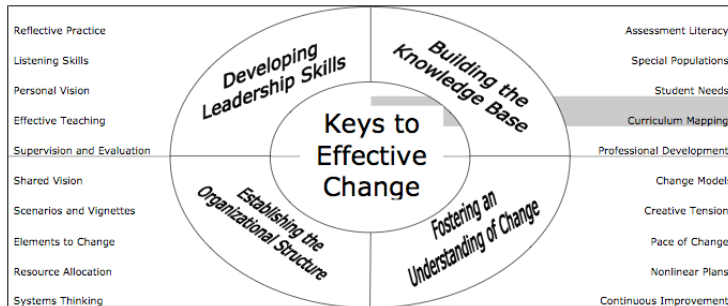 Reflective Practice
Listening Skills
Personal Vision
Effective Teaching
Supervision and Evaluation
Shared Vision
Scenarios and Vignettes
Elements to Change
Resource Allocation
Systems Thinking
Developing
Leadership Skills
Building the
Knowledge Base
Keys to
Effective
Change
Establishing the
Organizational Structure
Fostering an
Understanding of Change
Assessment Literacy
Special Populations
Student Needs
Curriculum Mapping
Professional Development
Change Models
Creative Tension
Pace of Change
Nonlinear Plans
Continuous Improvement